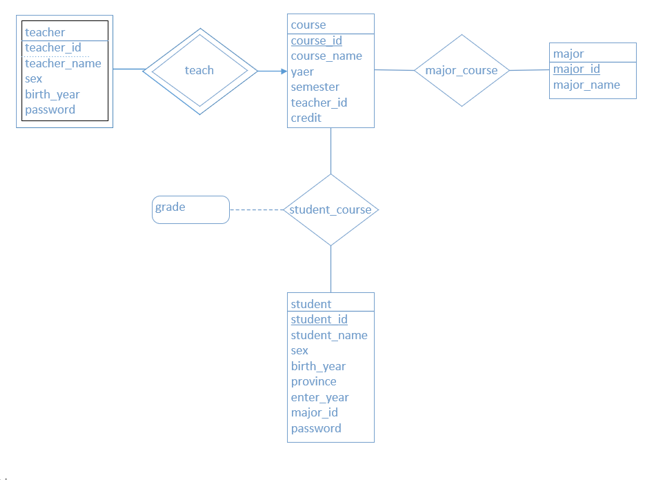 teacher
teacher_id
teacher_name
sex
birth_year
password
teach
course
course_id
course_name
yaer
semester
teacher_id
credit
major_course
major
major_id
major_name
grade
student_course
student
student_id
student_name
sex
birth_year
province
enter_year
major_id
password